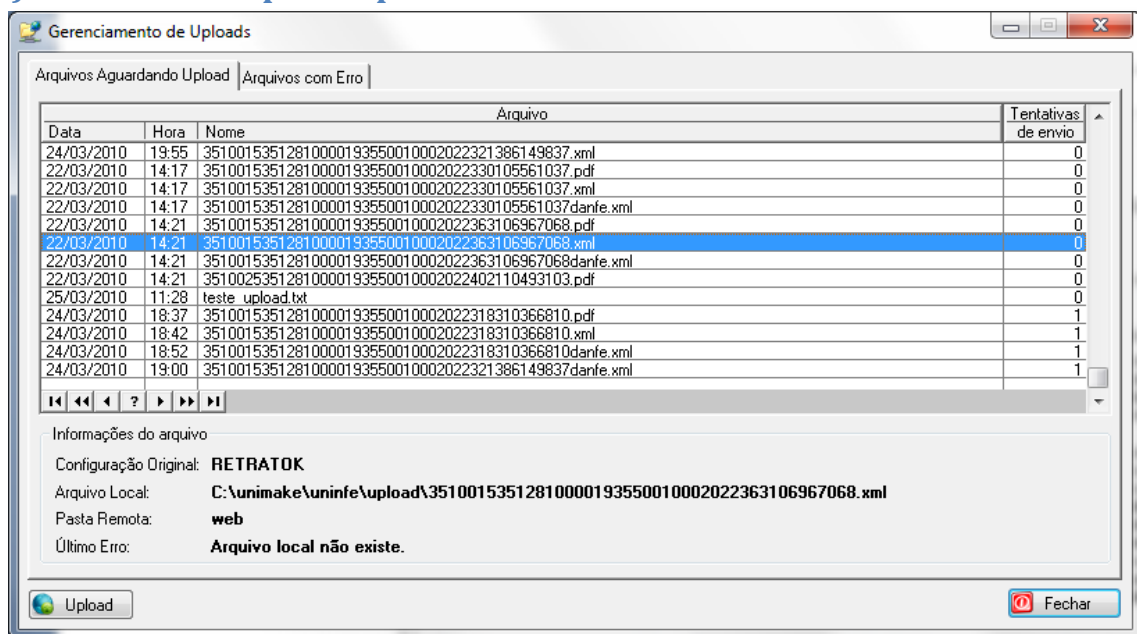 Gerenciamento de Uploads
Arquivos Aguardando Upload Arquivos com Erro
Arquivo Tentativas
Data Hora Nome de envio
24/03/2010 19:55 35100153512810000193550010002022321386149837.xml 0
22/03/2010 14:17 35100153512810000193550010002022330105561037.pdf 0
22/03/2010 14:17 35100153512810000193550010002022330105561037.xml 0
22/03/2010 14:17 35100153512810000193550010002022330105561037danfe.xml 0
22/03/2010 14:21 35100153512810000193550010002022363106967068.pdf 0
22/03/2010 14:21 35100153512810000193550010002022363106967068.xml 0
22/03/2010 14:21 35100153512810000193550010002022363106967068danfe.xml 0
22/03/2010 14:21 35100253512810000193550010002022402110493103.pdf 0
25/03/2010 11:28 teste_upload.txt 0
24/03/2010 18:37 35100153512810000193550010002022318310366810.pdf 1
24/03/2010 18:42 35100153512810000193550010002022318310366810.xml 1
24/03/2010 18:52 35100153512810000193550010002022318310366810danfe.xml 1
24/03/2010 19:00 35100153512810000193550010002022321386149837danfe.xml 1
?
Informações do arquivo
Configuração Original: RETRATOK
Arquivo Local: C:\unimake\uninfe\upload\35100153512810000193550010002022363106967068.xml
Pasta Remota: web
Último Erro: Arquivo local não existe.
Upload Fechar